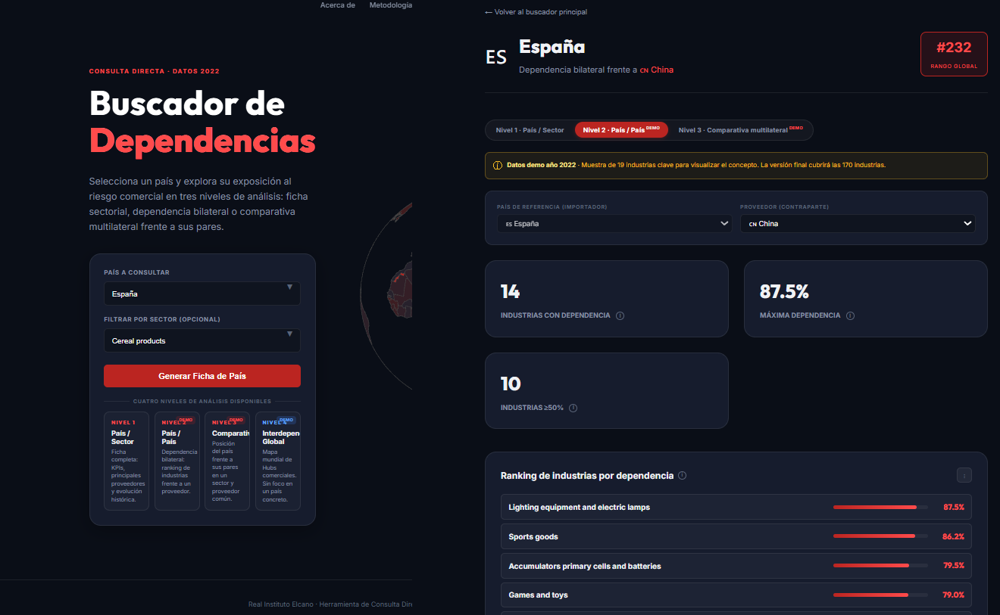 Acerca de Metodología
CONSULTA DIRECTA · DATOS 2022
Buscador de
Dependencias
Selecciona un país y explora su exposición al
riesgo comercial en tres niveles de análisis: ficha
sectorial, dependencia bilateral o comparativa
multilateral frente a sus pares.
PAÍS A CONSULTAR
España
FILTRAR POR SECTOR (OPCIONAL)
Cereal products
Generar Ficha de País
CUATRO NIVELES DE ANÁLISIS DISPONIBLES
NIVEL 1
País /
Sector
Ficha
completa:
KPIs,
principales
proveedores
y evolución
histórica.
DEMO
NIVEL 2
País /
País
Dependencia
bilateral:
ranking de
industrias
frente a un
proveedor.
DEMO
NIVEL 3
Comparativ
Posición
del país
frente a
sus pares
en un
sector y
proveedor
común.
DEMO
NIVEL 4
Interdepen
Global
Mapa
mundial de
Hubs
comerciales.
Sin foco en
un país
concreto.
Real Instituto Elcano · Herramienta de Consulta Din
← Volver al buscador principal
ES España
Dependencia bilateral frente a CN China
#232
RANGO GLOBAL
Nivel 1 · País / Sector Nivel 2 · País / País DEMO Nivel 3 · Comparativa multilateral DEMO
Datos demo año 2022 · Muestra de 19 industrias clave para visualizar el concepto. La versión final cubrirá las 170 industrias.
PAÍS DE REFERENCIA (IMPORTADOR)
ES España
PROVEEDOR (CONTRAPARTE)
CN China
14
INDUSTRIAS CON DEPENDENCIA
87.5%
MÁXIMA DEPENDENCIA
10
INDUSTRIAS ≥50%
Ranking de industrias por dependencia
Lighting equipment and electric lamps 87.5%
Sports goods 86.2%
Accumulators primary cells and batteries 79.5%
Games and toys 79.0%